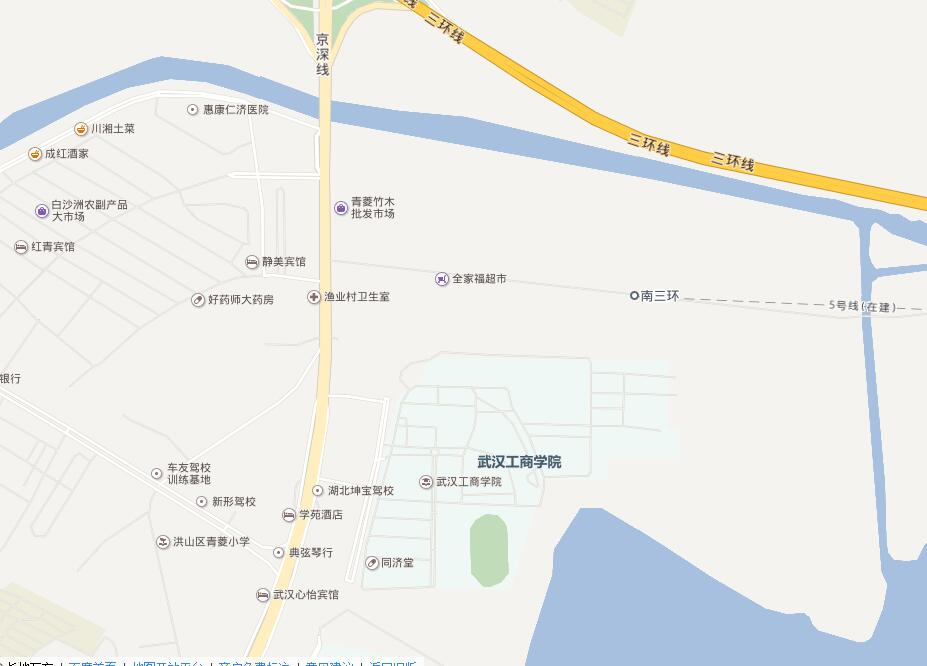 三环线
京深线
惠康仁济医院
川湘土菜
三环线
成红酒家
三环线
白沙洲农副产品
大市场
青菱竹木
批发市场
红青宾馆
静美宾馆
全家福超市
好药师大药房
渔业村卫生室
南三环
5号线(在建)
银行
武汉工商学院
车友驾校
训练基地
武汉工商学院
湖北坤宝驾校
新形驾校
学苑酒店
洪山区青菱小学
典弦琴行
同济堂
武汉心怡宾馆